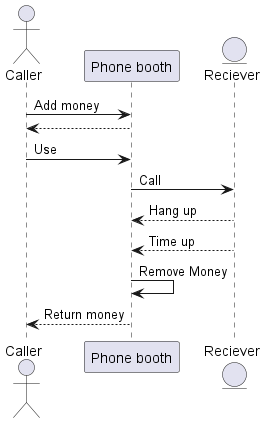 Caller
Phone booth
Reciever
Add money
Use
Call
Hang up
Time up
Remove Money
Return money
Caller
Phone booth
Reciever